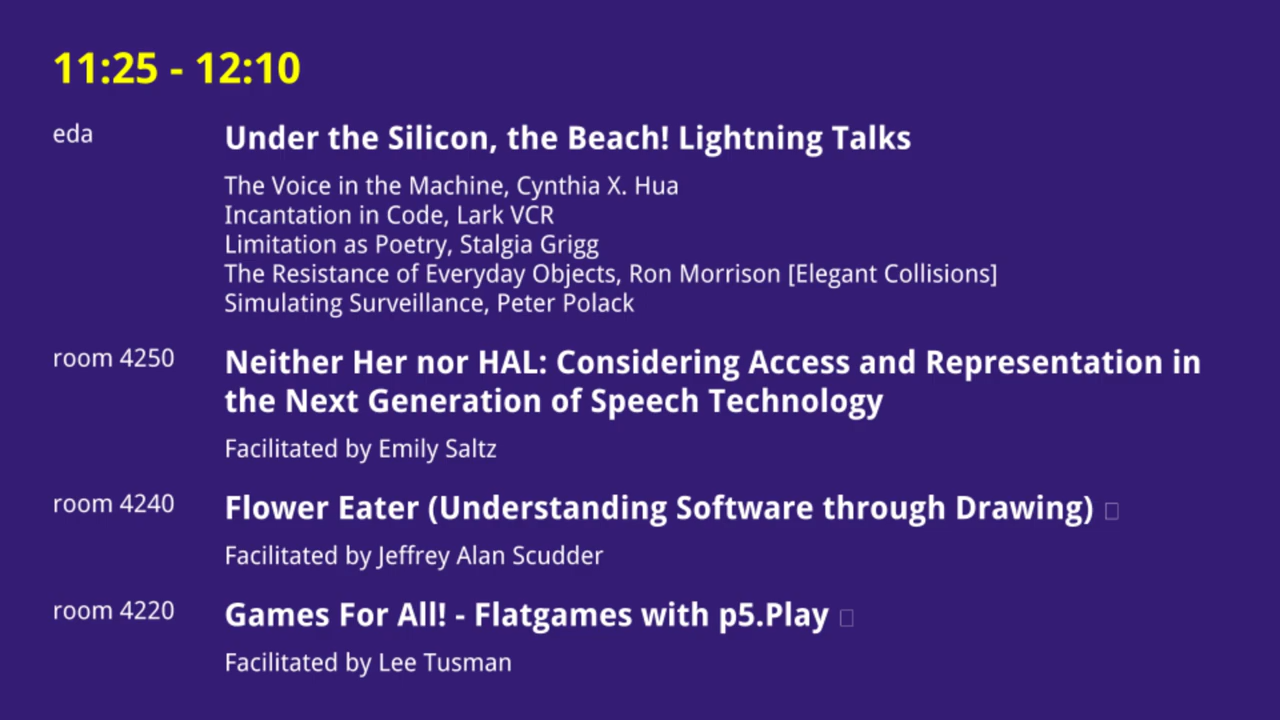 11:25 - 12:10
eda
Under the Silicon, the Beach! Lightning Talks
The Voice in the Machine, Cynthia X. Hua
Incantation in Code, Lark VCR
Limitation as Poetry, Stalgia Grigg
The Resistance of Everyday Objects, Ron Morrison [Elegant Collisions]
Simulating Surveillance, Peter Polack
room 4250
Neither Her nor HAL: Considering Access and Representation in
the Next Generation of Speech Technology
Facilitated by Emily Saltz
room 4240
Flower Eater (Understanding Software through Drawing)
Facilitated by Jeffrey Alan Scudder
room 4220
Games For All! - Flatgames with p5.Play
Facilitated by Lee Tusman